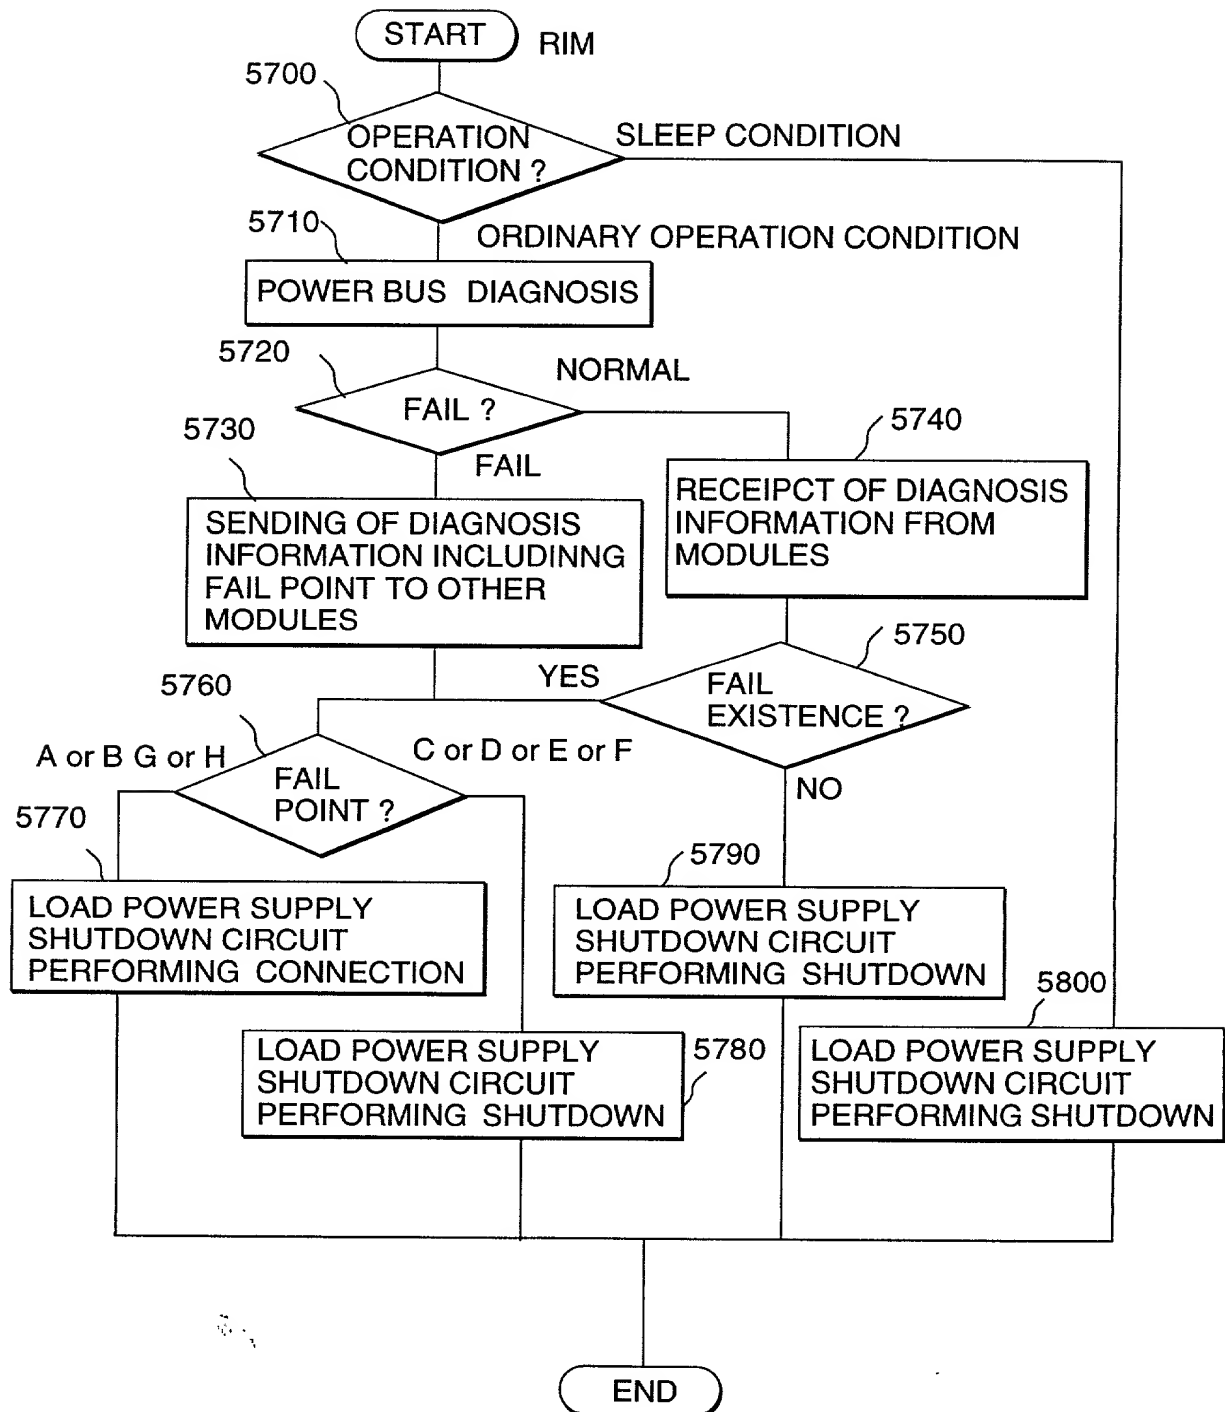 START
RIM
5700
OPERATION
CONDITION ?
SLEEP CONDITION
5710
ORDINARY OPERATION CONDITION
POWER BUS DIAGNOSIS
5720
NORMAL
FAIL ?
5730
FAIL
5740
SENDING OF DIAGNOSIS
INFORMATION INCLUDINNG
FAIL POINT TO OTHER
MODULES
RECEIPCT OF DIAGNOSIS
INFORMATION FROM
MODULES
5750
YES
FAIL
EXISTENCE ?
5760
A or B G or H
C or D or E or F
FAIL
POINT ?
NO
5770
LOAD POWER SUPPLY
SHUTDOWN CIRCUIT
PERFORMING CONNECTION
5790
LOAD POWER SUPPLY
SHUTDOWN CIRCUIT
PERFORMING SHUTDOWN
5780
LOAD POWER SUPPLY
SHUTDOWN CIRCUIT
PERFORMING SHUTDOWN
5800
LOAD POWER SUPPLY
SHUTDOWN CIRCUIT
PERFORMING SHUTDOWN
END